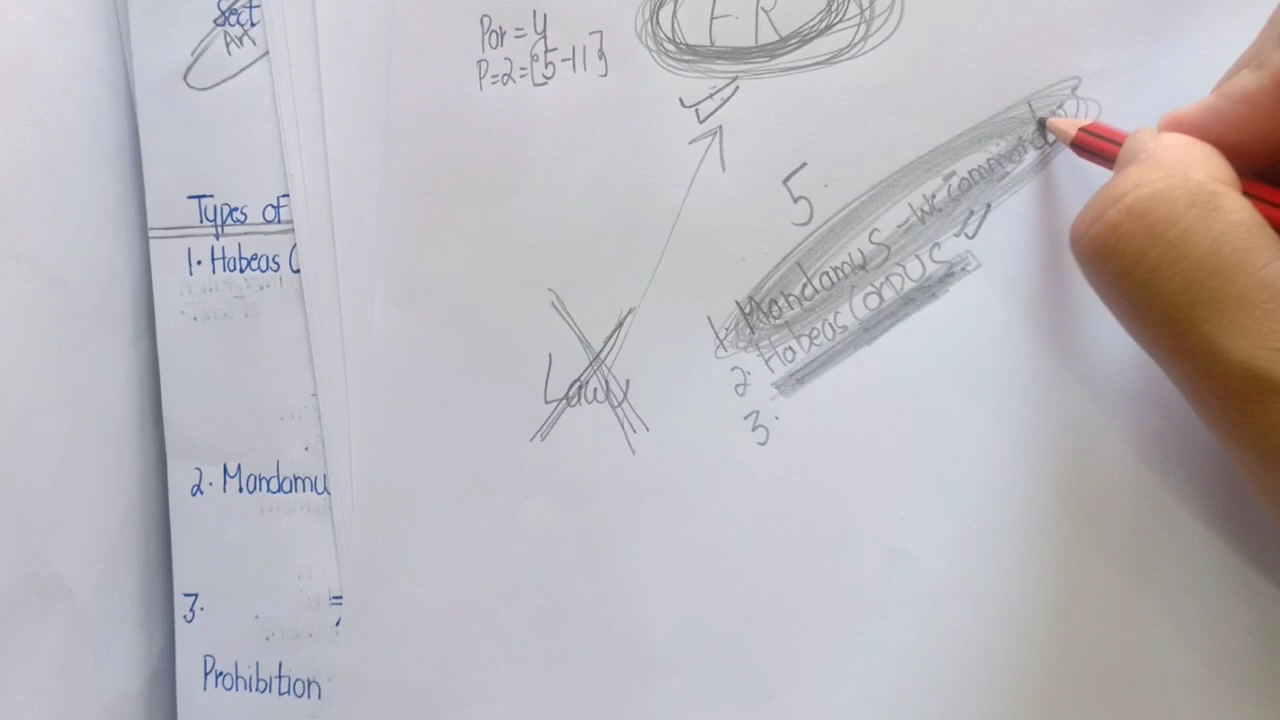 Sect
Art
Types of
1. Habeas C
2. Mandamu
3.
Prohibition
Por = 4
P=2={5-11}
F.R
5.
1. Mandamus - We command
2. Habeas Corpus
3.
Law